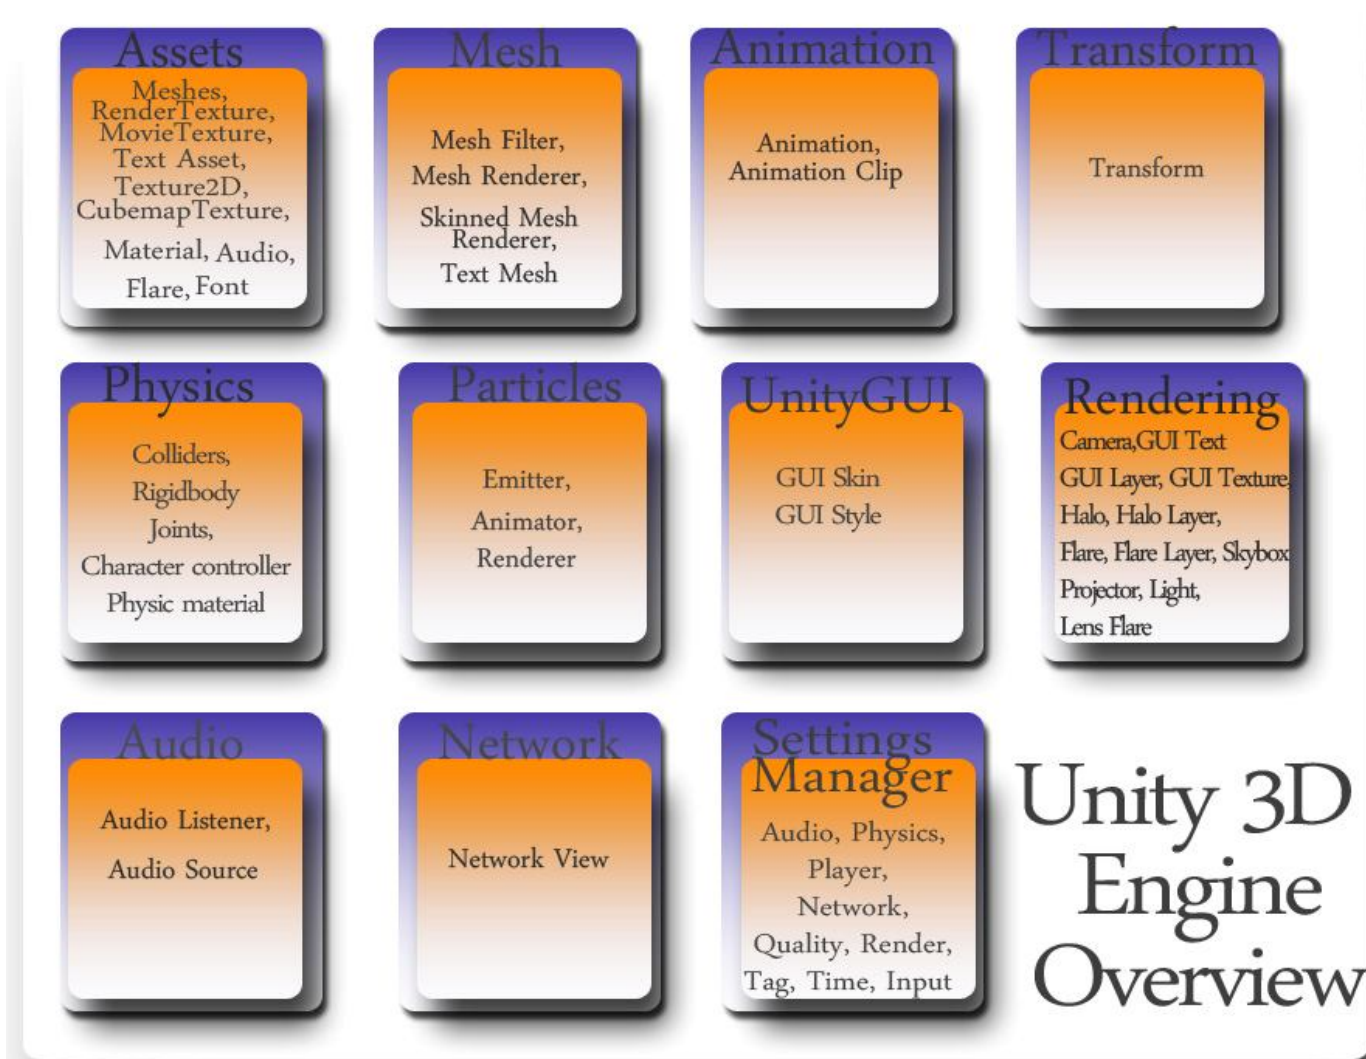 Assets
Meshes,
RenderTexture,
MovieTexture,
Text Asset,
Texture2D,
CubemapTexture,
Material, Audio,
Flare, Font
Mesh
Mesh Filter,
Mesh Renderer,
Skinned Mesh
Renderer,
Text Mesh
Animation
Animation,
Animation Clip
Transform
Transform
Physics
Colliders,
Rigidbody
Joints,
Character controller
Physic material
Particles
Emitter,
Animator,
Renderer
UnityGUI
GUI Skin
GUI Style
Rendering
Camera,GUI Text
GUI Layer, GUI Texture,
Halo, Halo Layer,
Flare, Flare Layer, Skybox
Projector, Light,
Lens Flare
Audio
Audio Listener,
Audio Source
Network
Network View
Settings
Manager
Audio, Physics,
Player,
Network,
Quality, Render,
Tag, Time, Input
Unity 3D
Engine
Overview